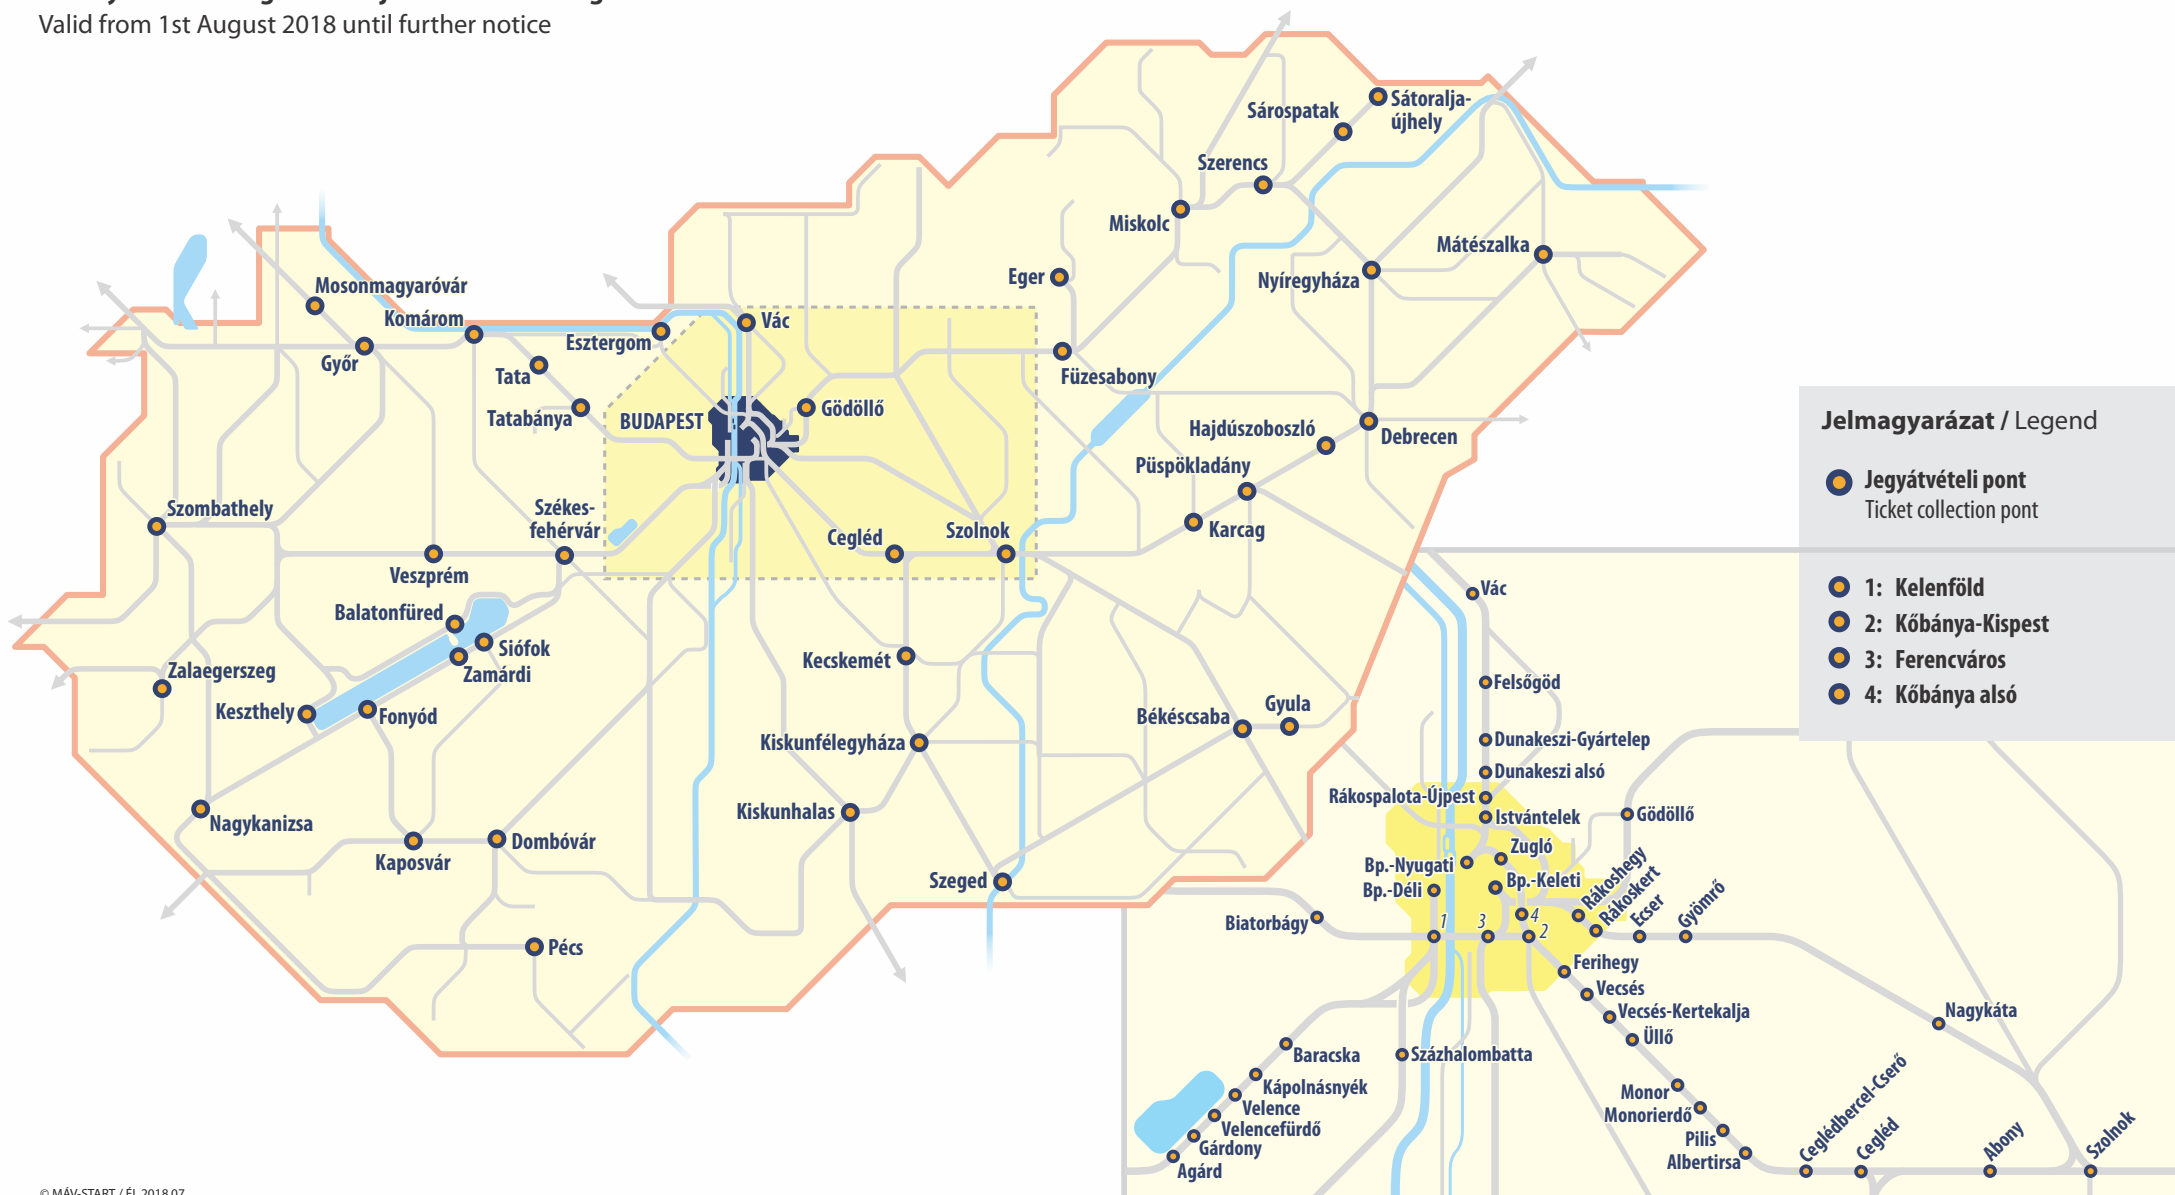 Valid from 1st August 2018 until further notice
Sátoralja-
újhely
Sárospatak
Szerencs
Miskolc
Mátészalka
Nyíregyháza
Eger
Mosonmagyaróvár
Komárom
Győr
Esztergom
Vác
Tata
Tatabánya
BUDAPEST
Gödöllő
Füzesabony
Hajdúszoboszló
Debrecen
Püspökladány
Karcag
Szombathely
Székes-
fehérvár
Cegléd
Szolnok
Veszprém
Balatonfüred
Siófok
Zamárdi
Zalaegerszeg
Keszthely
Fonyód
Kecskemét
Kiskunfélegyháza
Békéscsaba
Gyula
Kiskunhalas
Nagykanizsa
Kaposvár
Dombóvár
Szeged
Pécs
Jelmagyarázat / Legend
Jegyátvételi pont
Ticket collection pont
1: Kelenföld
2: Kőbánya-Kispest
3: Ferencváros
4: Kőbánya alsó
Vác
Felsőgöd
Dunakeszi-Gyártelep
Dunakeszi alsó
Rákospalota-Újpest
Istvántelek
Gödöllő
Zugló
Bp.-Nyugati
Bp.-Keleti
Bp.-Déli
Rákoshegy
Rákoskert
Ecser
Gyömrő
Biatorbágy
1
3
4
2
Ferihegy
Vecsés
Vecsés-Kertekalja
Üllő
Nagykáta
Baracska
Százhalombatta
Kápolnásnyék
Velence
Velencefürdő
Gárdony
Agárd
Monor
Monorierdő
Pilis
Albertirsa
Ceglédbercel-Cserő
Cegléd
Abony
Szolnok
© MÁV-START / ÉL 2018.07.